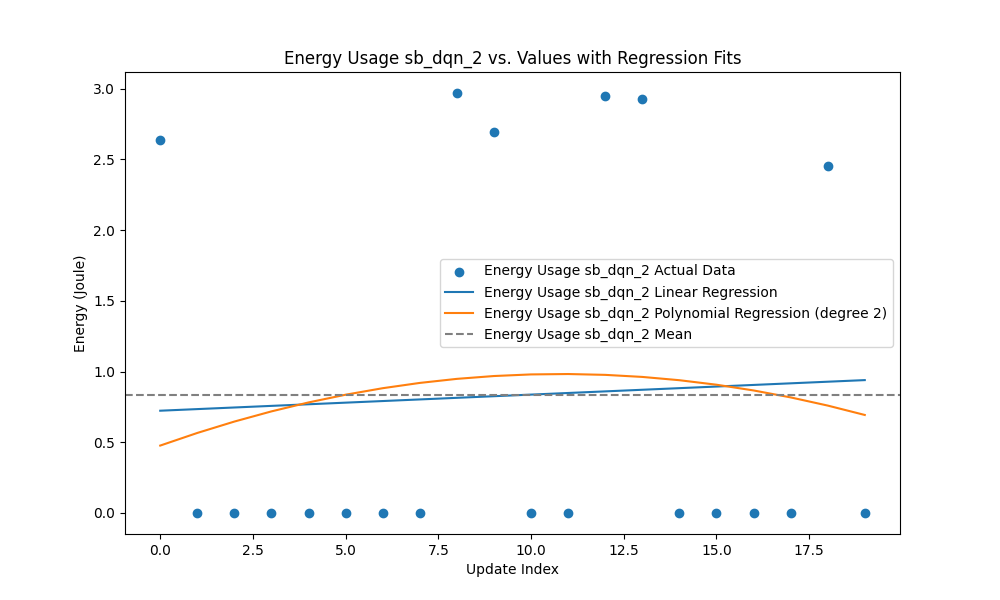 Energy Usage sb_dqn_2 vs. Values with Regression Fits
3.0
2.5
2.0
1.5
1.0
0.5
0.0
Energy (Joule)
Energy Usage sb_dqn_2 Actual Data
Energy Usage sb_dqn_2 Linear Regression
Energy Usage sb_dqn_2 Polynomial Regression (degree 2)
Energy Usage sb_dqn_2 Mean
0.0 2.5 5.0 7.5 10.0 12.5 15.0 17.5
Update Index